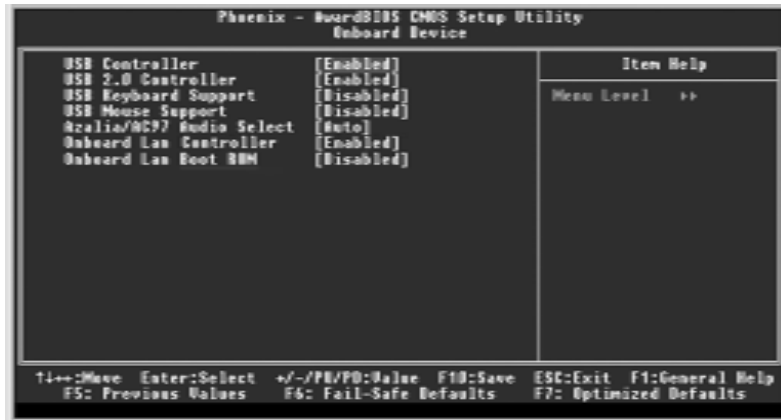 Phoenix - AwardBIOS CMOS Setup Utility
Onboard Device
USB Controller [Enabled]
USB 2.0 Controller [Enabled]
USB Keyboard Support [Disabled]
USB Mouse Support [Disabled]
Azalia/AC97 Audio Select [Auto]
Onboard Lan Controller [Enabled]
Onboard Lan Boot ROM [Disabled]
Item Help
Menu Level ▸▸
↑↓←→:Move Enter:Select +/-/PU/PD:Value F10:Save ESC:Exit F1:General Help
F5: Previous Values F6: Fail-Safe Defaults F7: Optimized Defaults